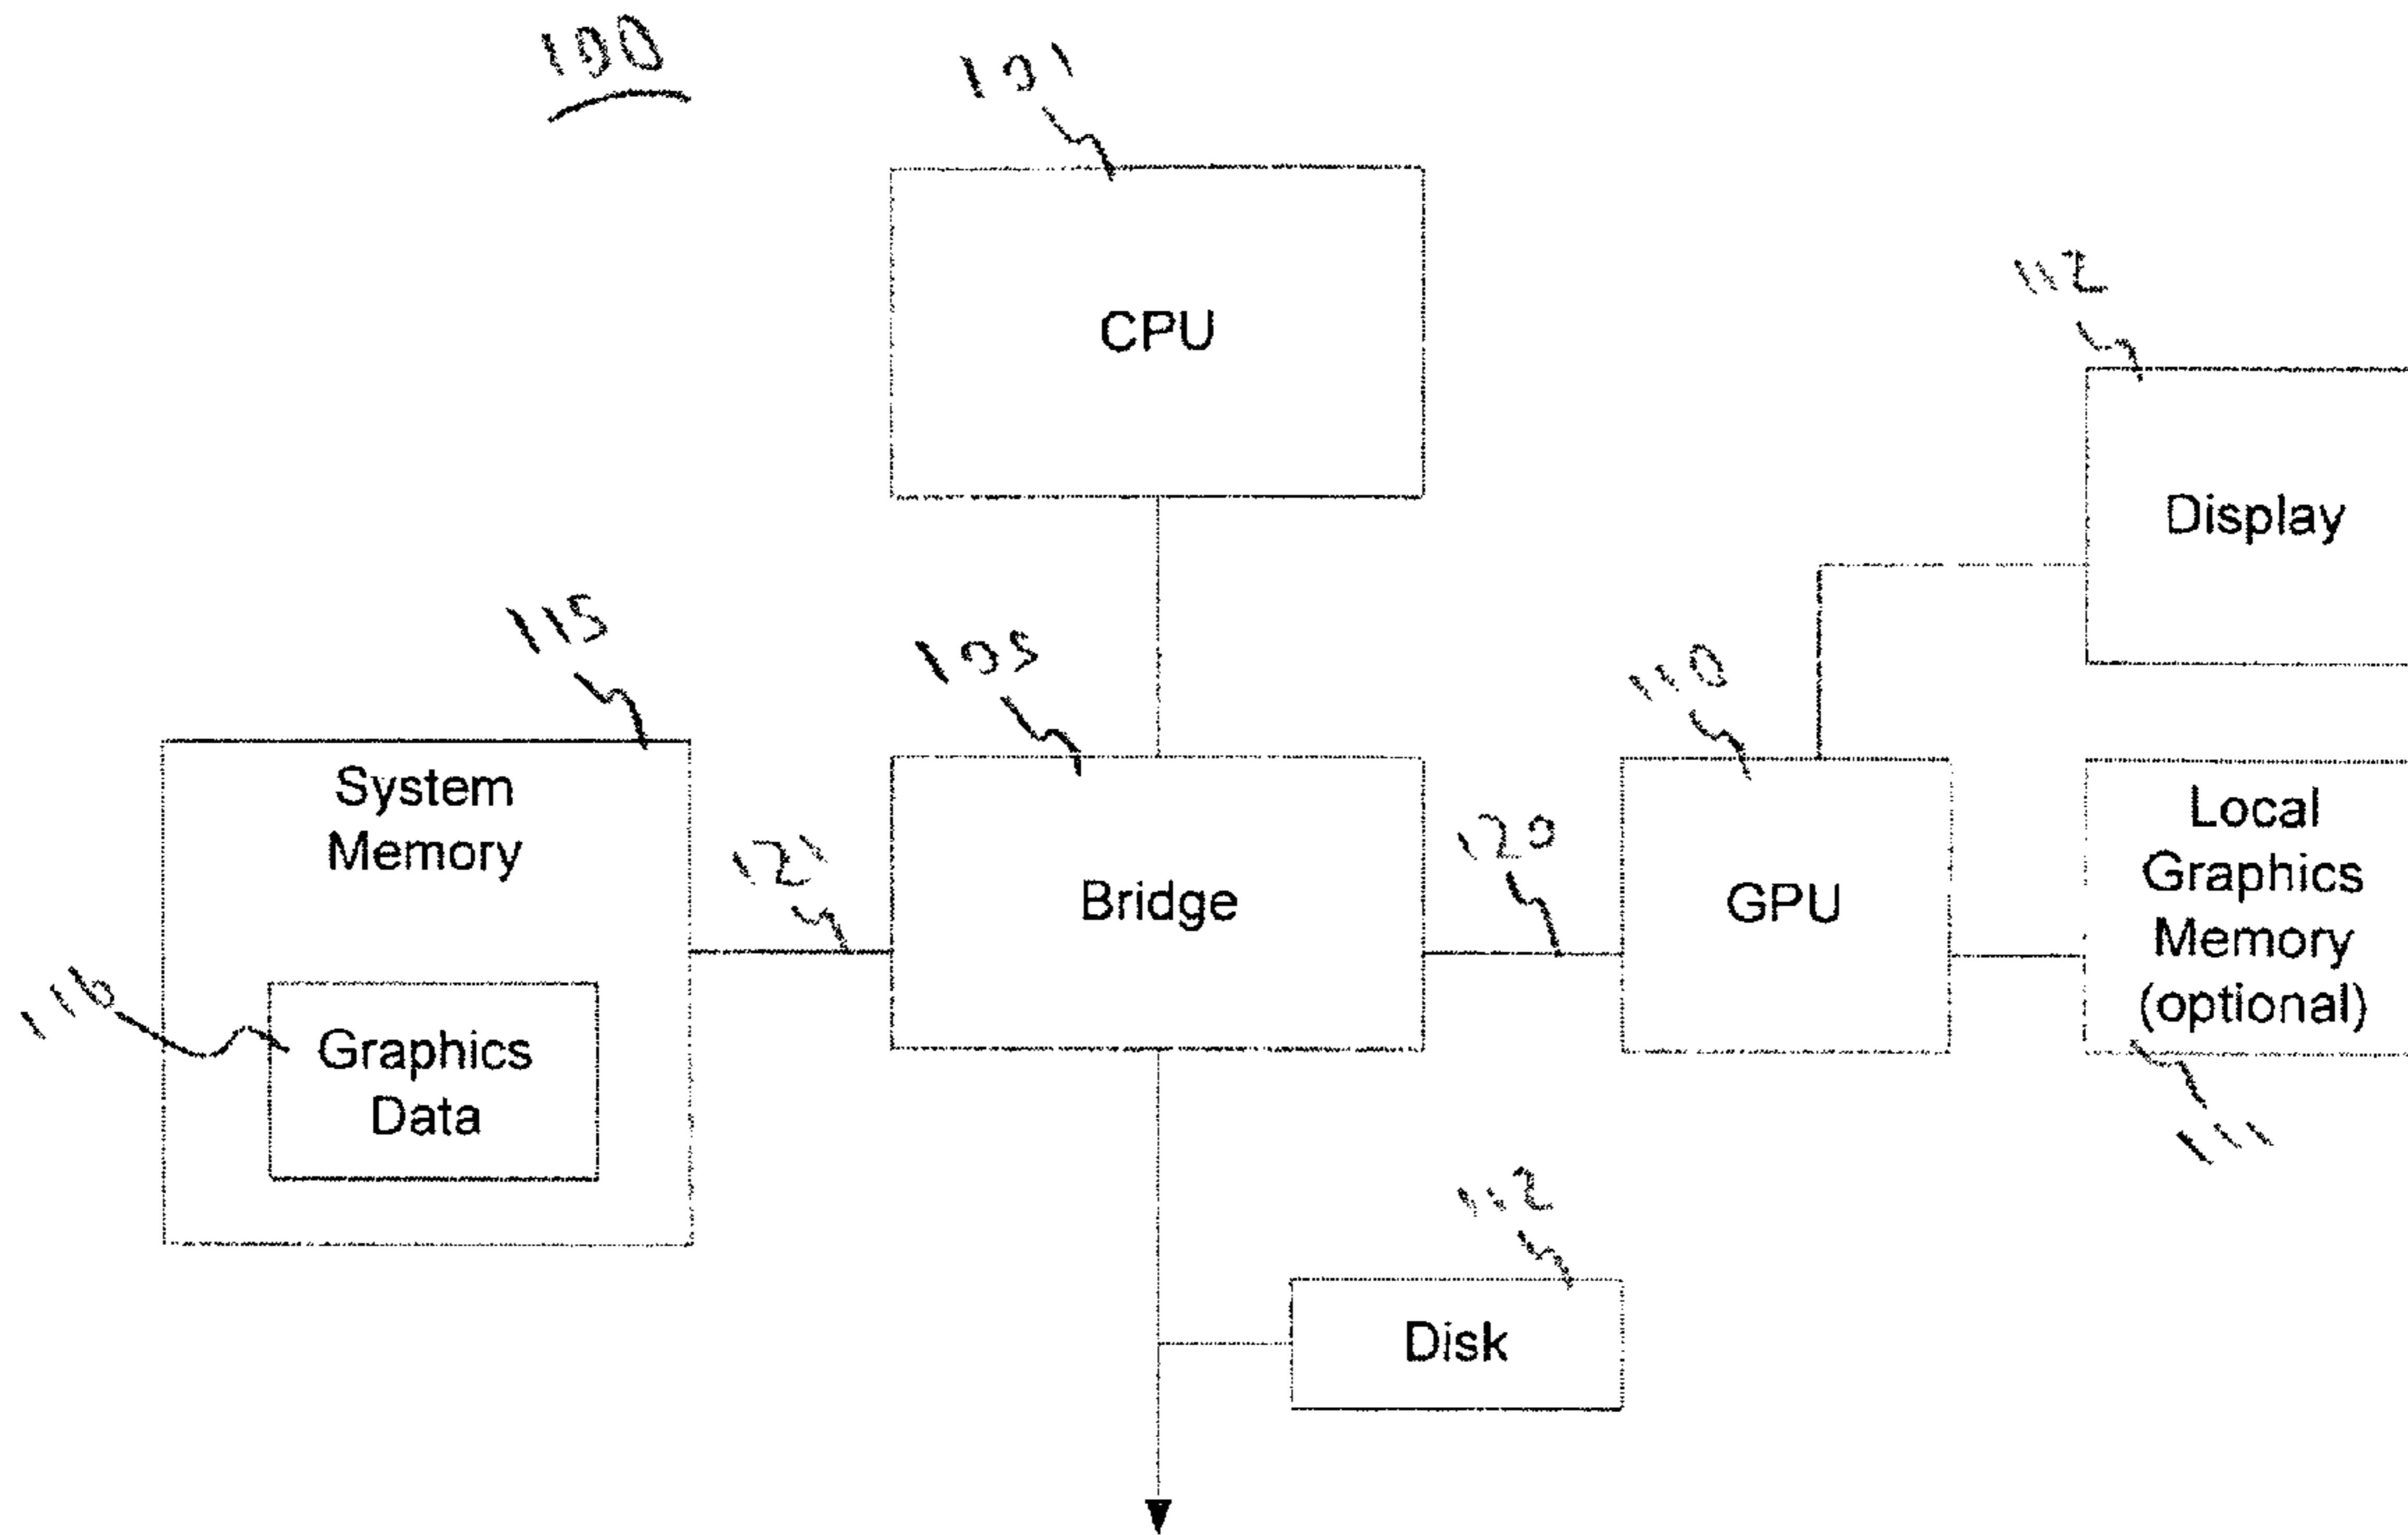 100
101
CPU
112
Display
115
105
110
System
Memory
121
Bridge
120
GPU
Local
Graphics
Memory
(optional)
116
Graphics
Data
111
112
Disk